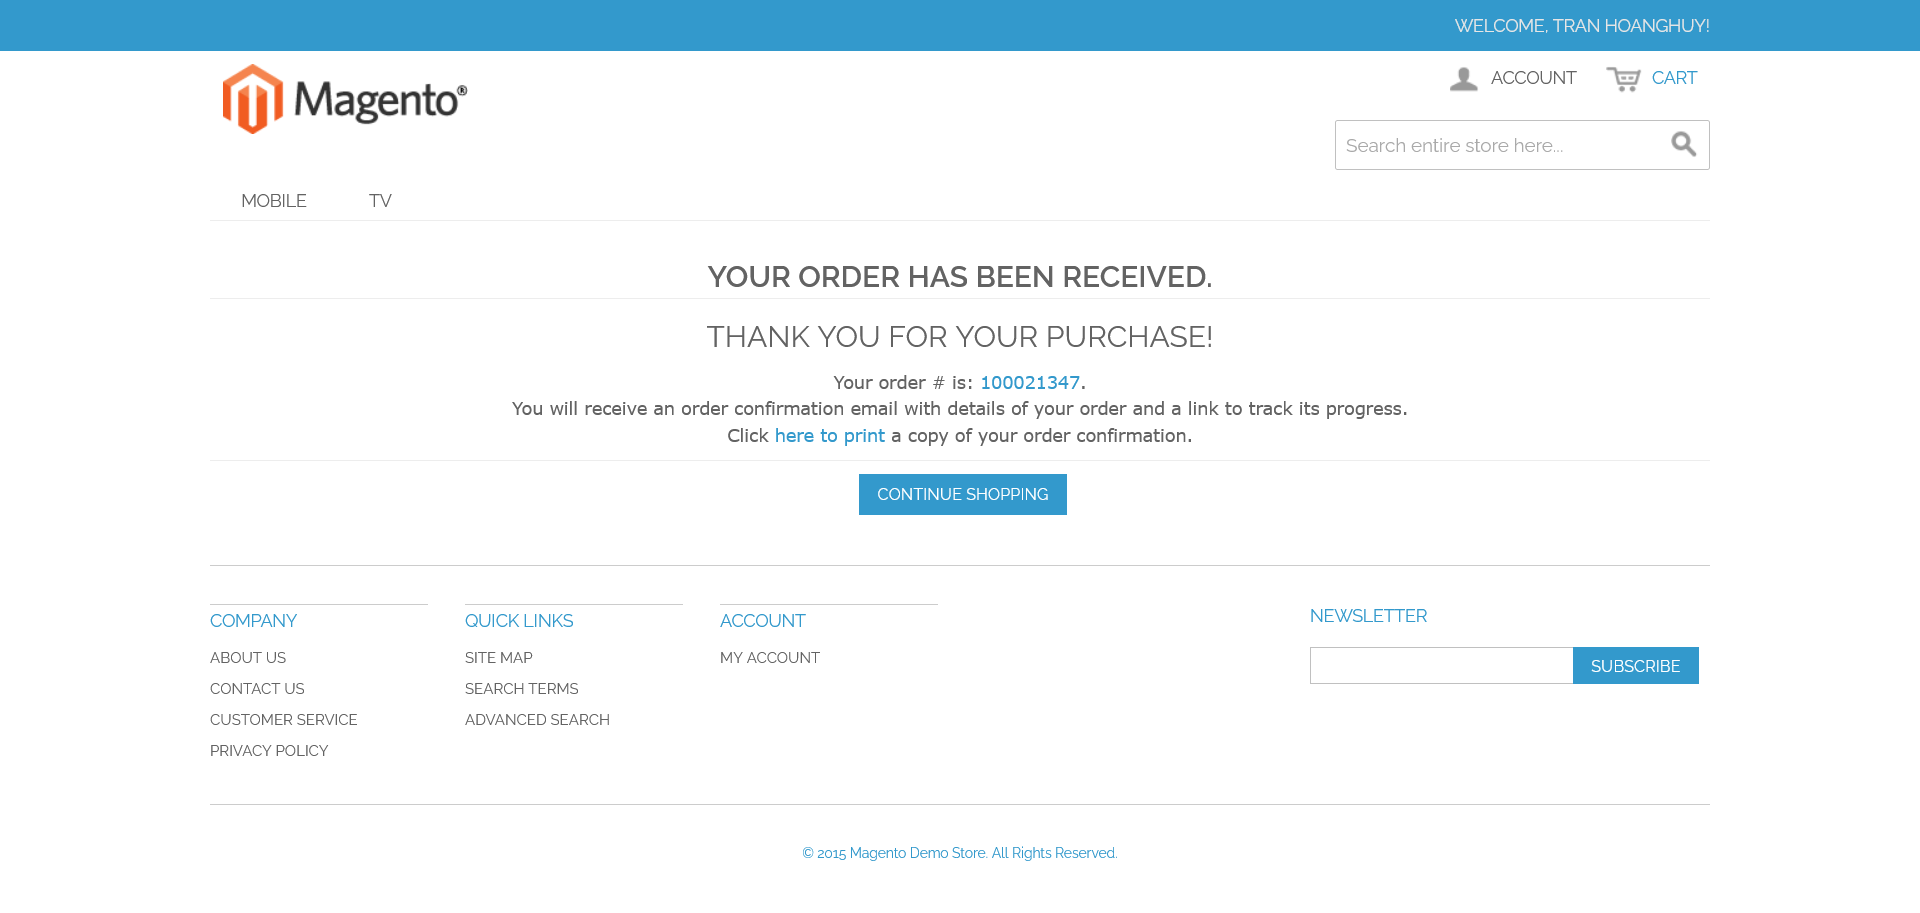 WELCOME, TRAN HOANGHUY!
Magento®
ACCOUNT
CART
Search entire store here...
MOBILE
TV
YOUR ORDER HAS BEEN RECEIVED.
THANK YOU FOR YOUR PURCHASE!
Your order # is: 100021347.
You will receive an order confirmation email with details of your order and a link to track its progress.
Click here to print a copy of your order confirmation.
CONTINUE SHOPPING
COMPANY
ABOUT US
CONTACT US
CUSTOMER SERVICE
PRIVACY POLICY
QUICK LINKS
SITE MAP
SEARCH TERMS
ADVANCED SEARCH
ACCOUNT
MY ACCOUNT
NEWSLETTER
SUBSCRIBE
© 2015 Magento Demo Store. All Rights Reserved.